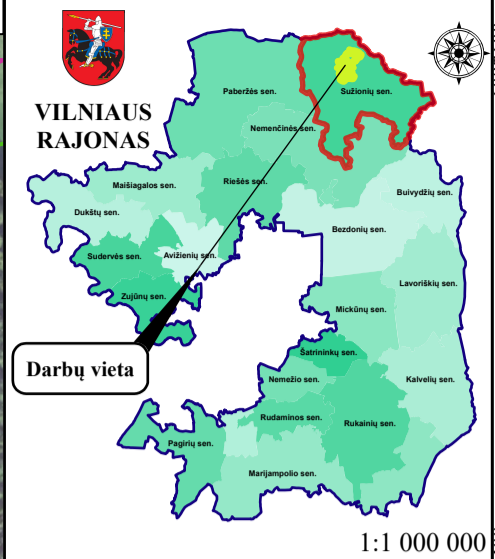 VILNIAUS
RAJONAS
Paberžės sen.
Sužionių sen.
Nemenčinės sen.
Maišiagalos sen.
Riešės sen.
Buivydžių sen.
Dukštų sen.
Bezdonių sen.
Sudervės sen.
Avižienių sen.
Lavoriškių sen.
Zujūnų sen.
Mickūnų sen.
Darbų vieta
Šatrininkų sen.
Nemežio sen.
Kalvelių sen.
Rudaminos sen.
Rukainių sen.
Pagirių sen.
Marijampolio sen.
1:1 000 000